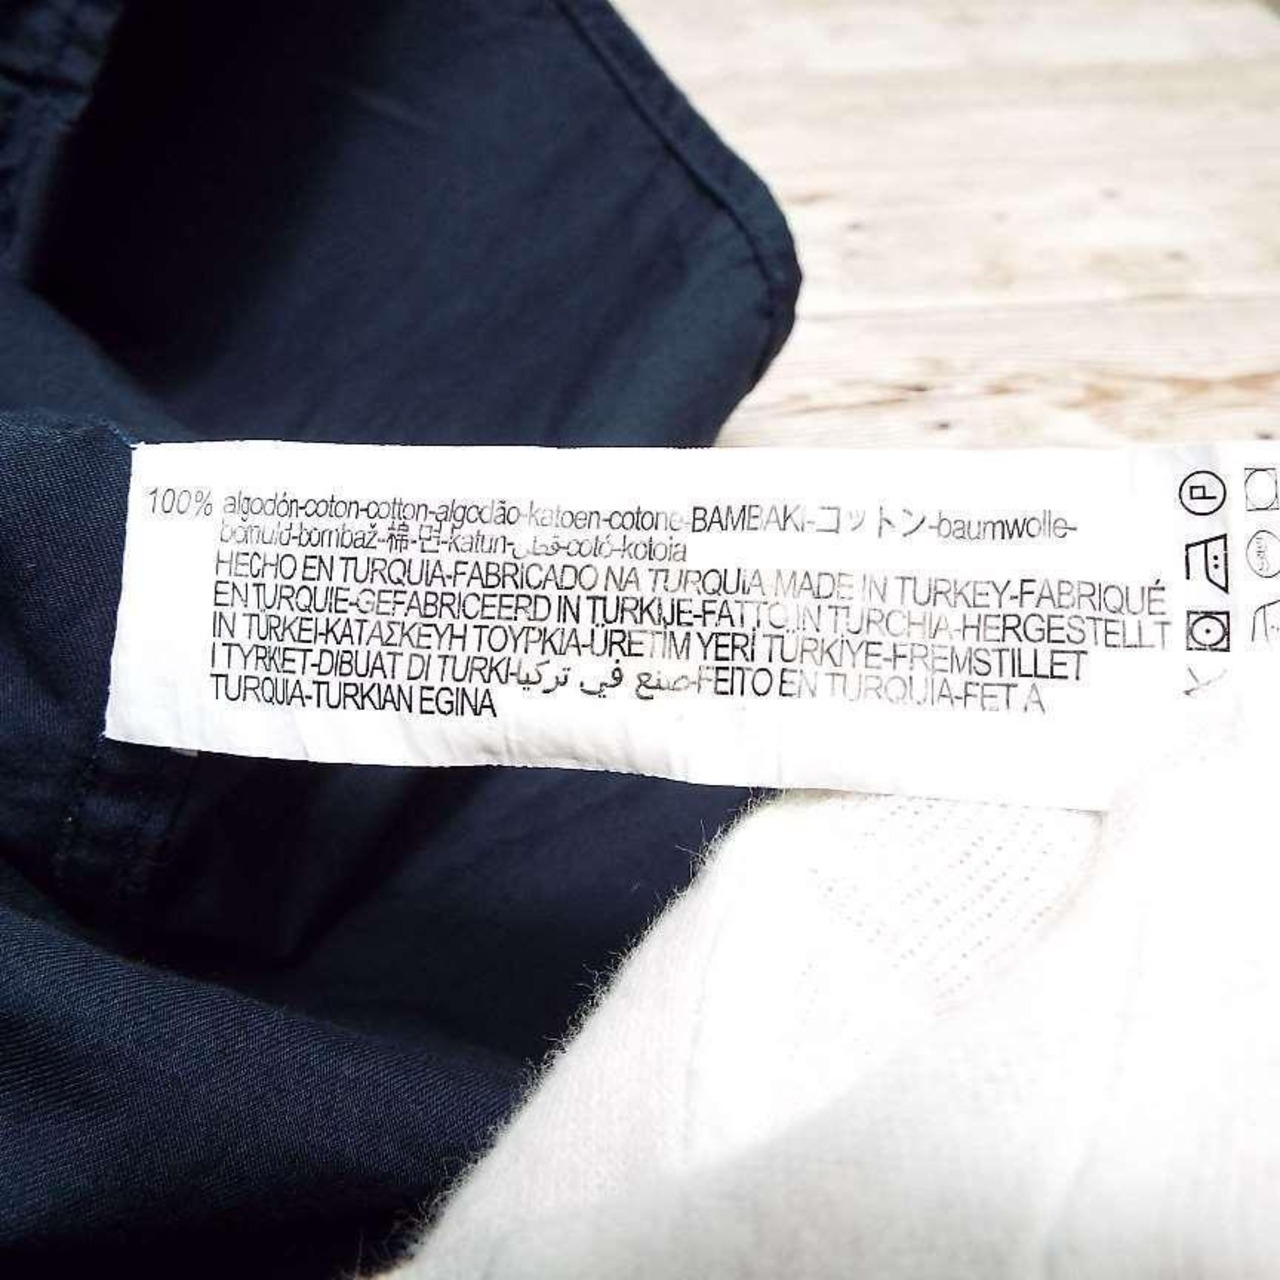 100% algodón-coton-cotton-algodão-katoen-cotone-BAMBAKI-コットン-baumwolle-
bomuld-bombaž-棉-면-katun-قطن-cotó-kotoia
HECHO EN TURQUIA-FABRICADO NA TURQUIA MADE IN TURKEY-FABRIQUÉ
EN TURQUIE-GEFABRICEERD IN TURKIJE-FATTO IN TURCHIA-HERGESTELLT
IN TÜRKEI-ΚΑΤΑΣΚΕΥΗ ΤΟΥΡΚΙΑ-ÜRETİM YERİ TÜRKİYE-FREMSTILLET
I TYRKIET-DIBUAT DI TURKI-صنع في تركيا-FEITO EN TURQUÍA-FET A
TURQUIA-TURKIAN EGINA
P